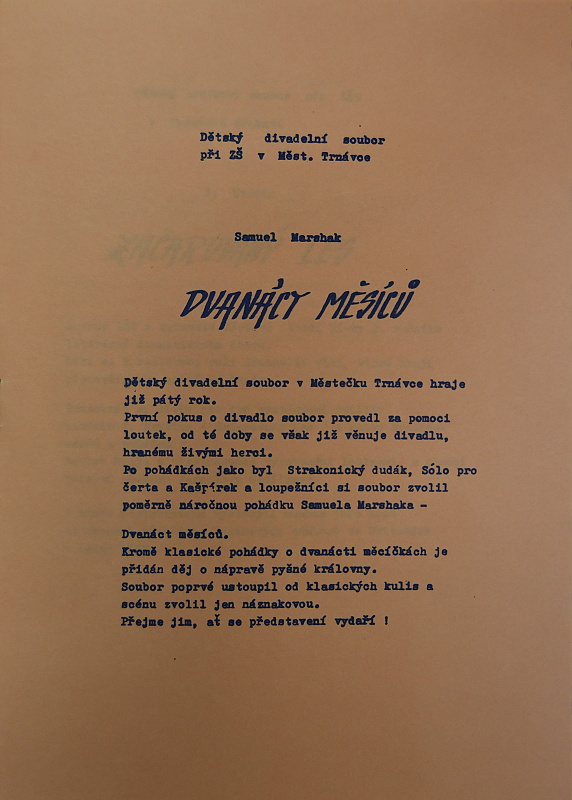 Dětský divadelní soubor
při ZŠ v Měst. Trnávce
Samuel Marshak
DVANÁCT MĚSÍCŮ
Dětský divadelní soubor v Městečku Trnávce hraje
již pátý rok.
První pokus o divadlo soubor provedl za pomoci
loutek, od té doby se však již věnuje divadlu,
hranému živými herci.
Po pohádkách jako byl Strakonický dudák, Sólo pro
čerta a Kašpírek a loupežníci si soubor zvolil
poměrně náročnou pohádku Samuela Marshaka -
Dvanáct měsíců.
Kromě klasické pohádky o dvanácti měcíčkách je
přidán děj o nápravě pyšné královny.
Soubor poprvé ustoupil od klasických kulis a
scénu zvolil jen náznakovou.
Přejme jim, ať se představení vydaří !